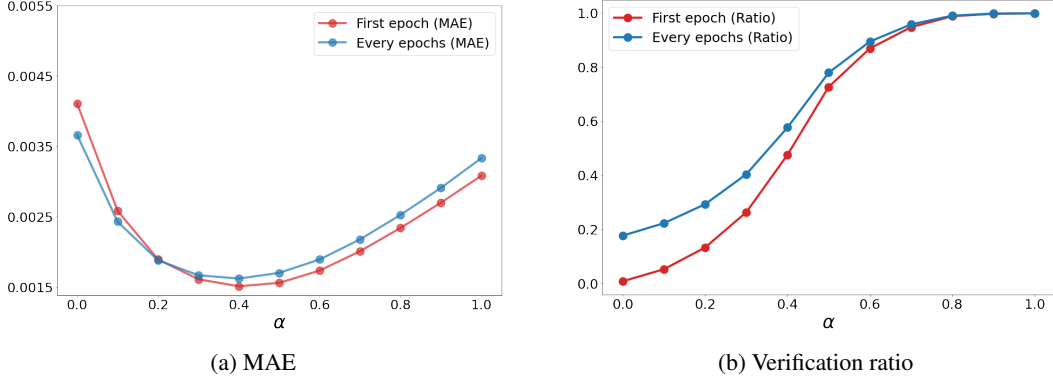 0.0055
0.0045
0.0035
0.0025
0.0015
First epoch (MAE)
Every epochs (MAE)
0.0 0.2 0.4 0.6 0.8 1.0
α
(a) MAE
1.0
0.8
0.6
0.4
0.2
0.0
First epoch (Ratio)
Every epochs (Ratio)
0.0 0.2 0.4 0.6 0.8 1.0
α
(b) Verification ratio